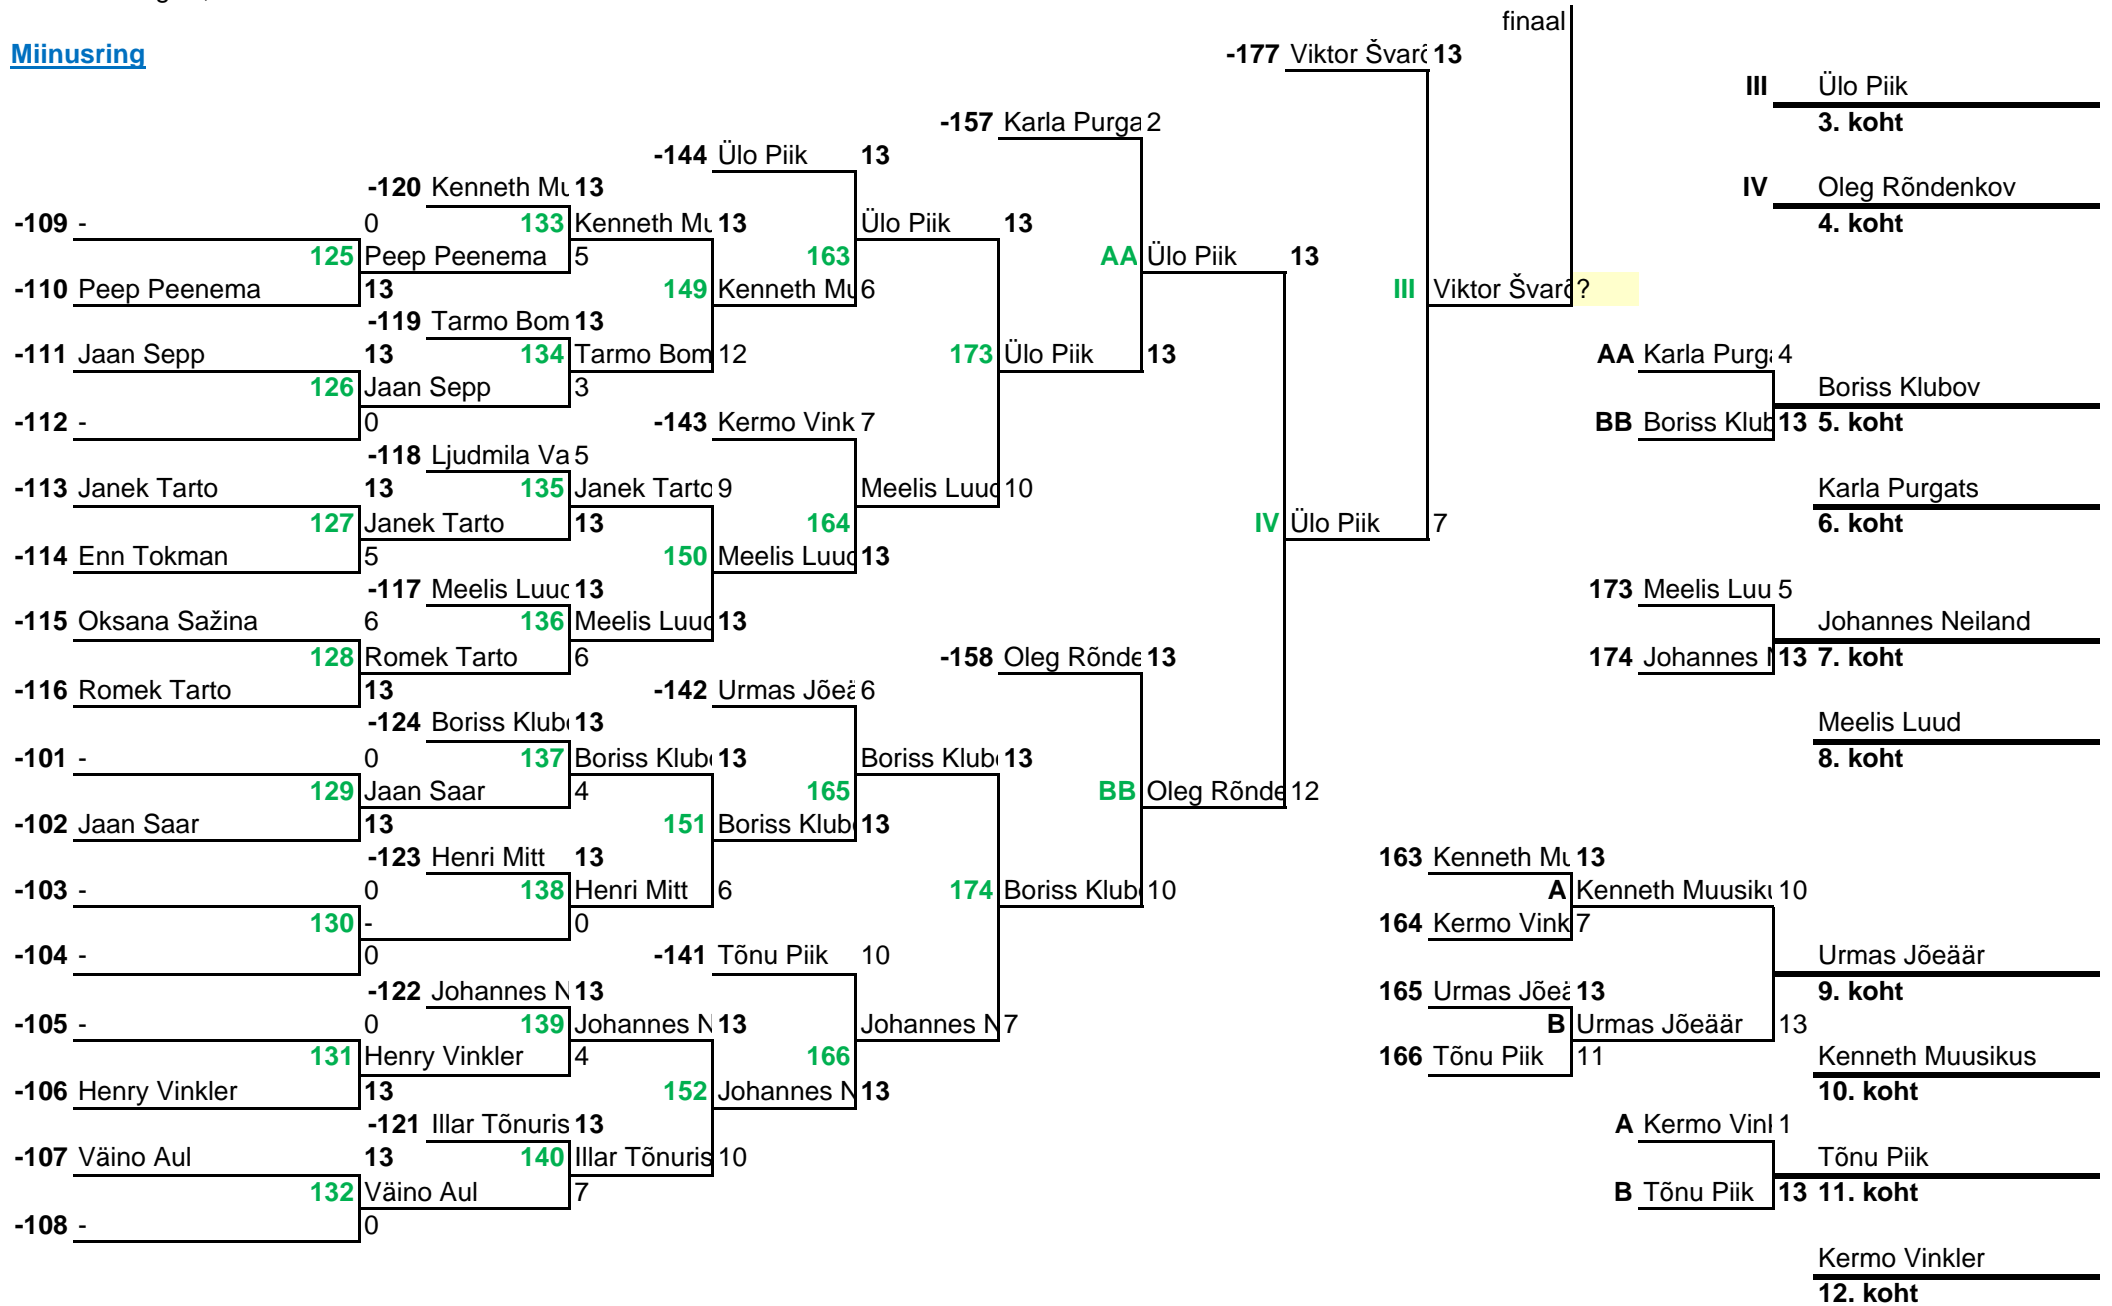 finaal
Miinusring
-177 Viktor Švarõ 13
III Ülo Piik
-157 Karla Purga 2
3. koht
-144 Ülo Piik 13
-120 Kenneth Mu 13
IV Oleg Rõndenkov
-109 - 0 133 Kenneth Mu 13 Ülo Piik 13
4. koht
125 Peep Peenema 5 163 AA Ülo Piik 13
-110 Peep Peenema 13 149 Kenneth Mu 6 III Viktor Švarõ ?
-119 Tarmo Bom 13
-111 Jaan Sepp 13 134 Tarmo Bom 12 173 Ülo Piik 13 AA Karla Purga 4
126 Jaan Sepp 3 Boriss Klubov
-112 - 0 -143 Kermo Vink 7 BB Boriss Klub 13 5. koht
-118 Ljudmila Va 5
-113 Janek Tarto 13 135 Janek Tarto 9 Meelis Luud 10 Karla Purgats
127 Janek Tarto 13 164 IV Ülo Piik 7 6. koht
-114 Enn Tokman 5 150 Meelis Luud 13
-117 Meelis Luud 13 173 Meelis Luu 5
-115 Oksana Sažina 6 136 Meelis Luud 13 Johannes Neiland
128 Romek Tarto 6 -158 Oleg Rõnde 13 174 Johannes N 13 7. koht
-116 Romek Tarto 13 -142 Urmas Jõeä 6
-124 Boriss Klubo 13 Meelis Luud
-101 - 0 137 Boriss Klubo 13 Boriss Klubo 13 8. koht
129 Jaan Saar 4 165 BB Oleg Rõnde 12
-102 Jaan Saar 13 151 Boriss Klubo 13
-123 Henri Mitt 13 163 Kenneth Mu 13
-103 - 0 138 Henri Mitt 6 174 Boriss Klubo 10 A Kenneth Muusiku 10
130 - 0 164 Kermo Vink 7
-104 - 0 -141 Tõnu Piik 10 Urmas Jõeäär
-122 Johannes N 13 165 Urmas Jõeä 13 9. koht
-105 - 0 139 Johannes N 13 Johannes N 7 B Urmas Jõeäär 13
131 Henry Vinkler 4 166 166 Tõnu Piik 11 Kenneth Muusikus
-106 Henry Vinkler 13 152 Johannes N 13 10. koht
-121 Illar Tõnuris 13 A Kermo Vinkl 1
-107 Väino Aul 13 140 Illar Tõnuris 10 Tõnu Piik
132 Väino Aul 7 B Tõnu Piik 13 11. koht
-108 - 0
Kermo Vinkler
12. koht